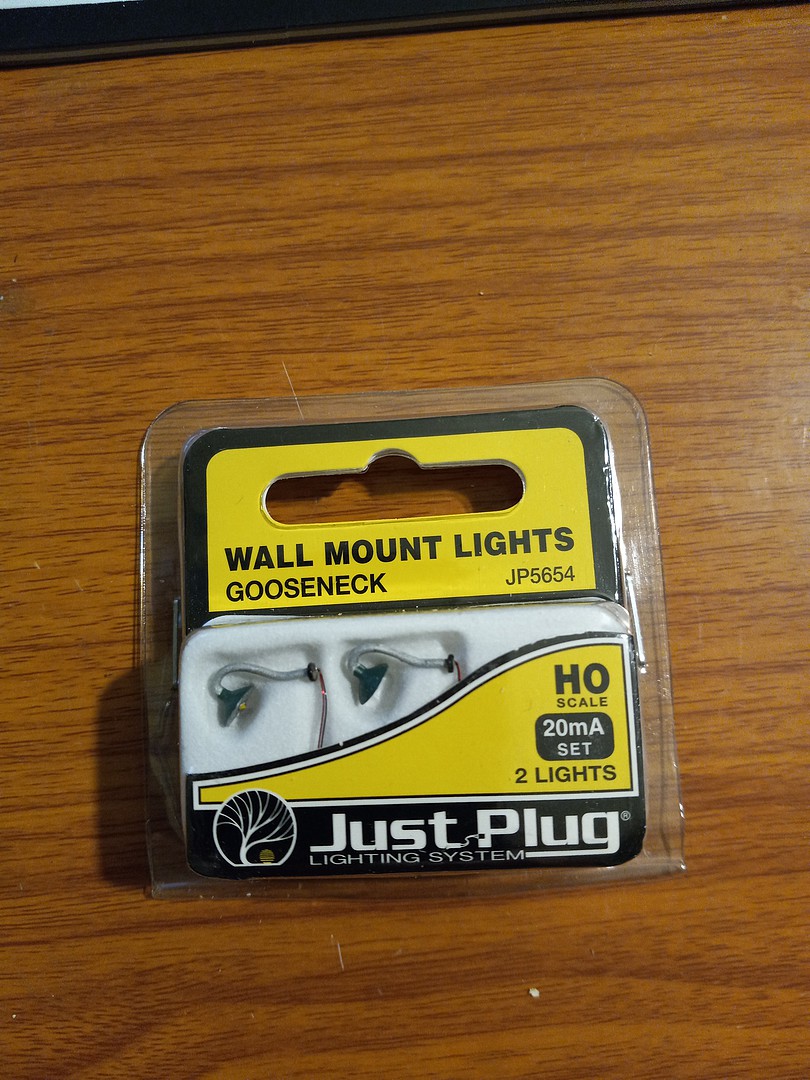 WALL MOUNT LIGHTS
GOOSENECK
JP5654
HO
SCALE
20mA
SET
2 LIGHTS
Just Plug®
LIGHTING SYSTEM